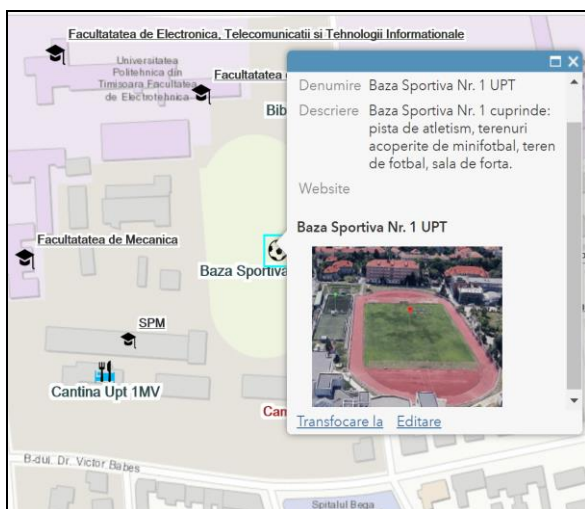 Facultatatea de Electronica, Telecomunicatii si Tehnologii Informationale
Universitatea
Politehnica din
Timisoara Facultatea
de Electrotehnica
Facultatatea d
Bib
Denumire Baza Sportiva Nr. 1 UPT
Descriere Baza Sportiva Nr. 1 cuprinde:
pista de atletism, terenuri
acoperite de minifotbal, teren
de fotbal, sala de forta.
Website
Baza Sportiva Nr. 1 UPT
Facultatatea de Mecanica
Baza Sportiva
SPM
Cantina Upt 1MV
Cam
Transfocare la Editare
B-dul. Dr. Victor Babes
Spitalul Bega